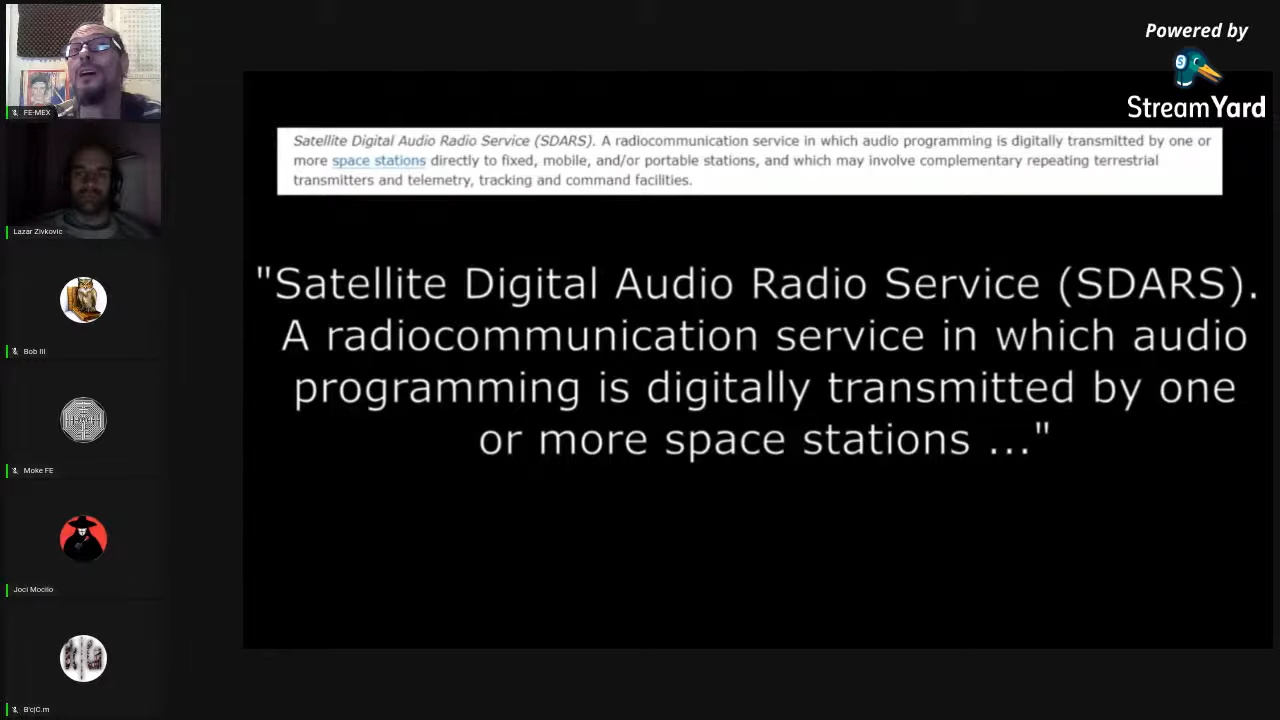 Powered by
StreamYard
FE-MEX
Satellite Digital Audio Radio Service (SDARS). A radiocommunication service in which audio programming is digitally transmitted by one or
more space stations directly to fixed, mobile, and/or portable stations, and which may involve complementary repeating terrestrial
transmitters and telemetry, tracking and command facilities.
Lazar Zivkovic
"Satellite Digital Audio Radio Service (SDARS).
A radiocommunication service in which audio
programming is digitally transmitted by one
or more space stations ..."
Bob III
Moke FE
Joci Mocilo